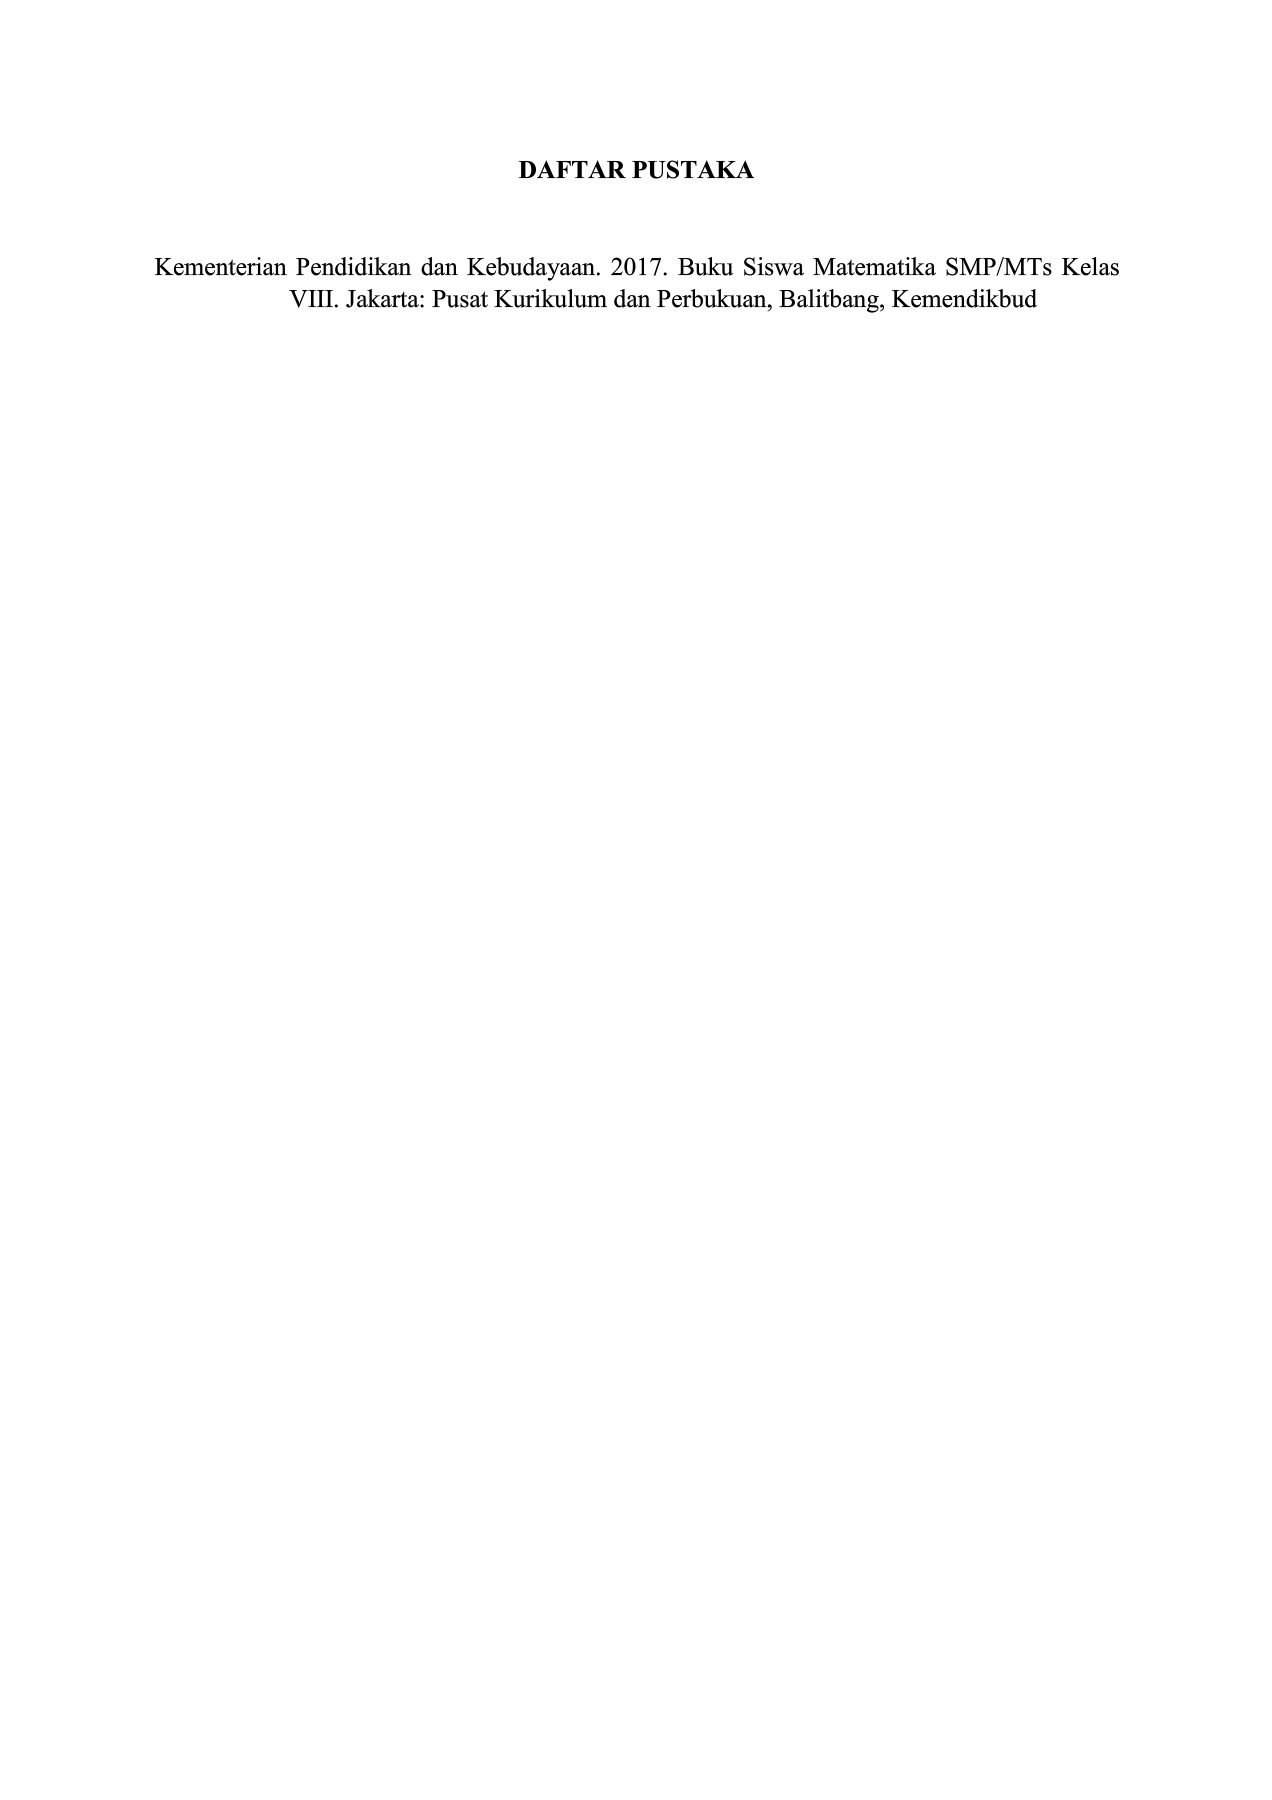 DAFTAR PUSTAKA
Kementerian Pendidikan dan Kebudayaan. 2017. Buku Siswa Matematika SMP/MTs Kelas
VIII. Jakarta: Pusat Kurikulum dan Perbukuan, Balitbang, Kemendikbud